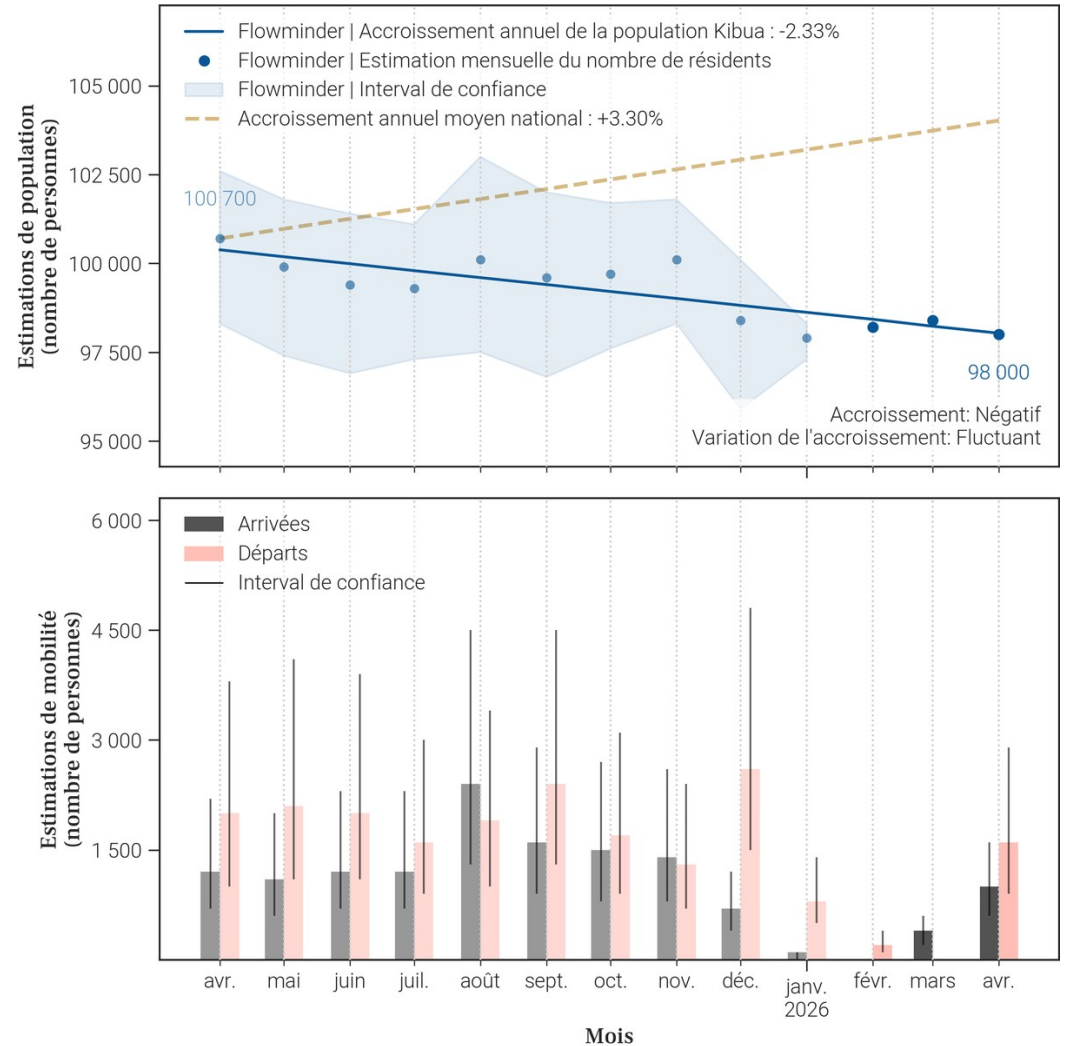 Flowminder | Accroissement annuel de la population Kibua : -2.33%
Flowminder | Estimation mensuelle du nombre de résidents
Flowminder | Interval de confiance
Accroissement annuel moyen national : +3.30%
Estimations de population
(nombre de personnes)
105 000
102 500
100 000
97 500
95 000
100 700
98 000
Accroissement: Négatif
Variation de l'accroissement: Fluctuant
Arrivées
Départs
Interval de confiance
Estimations de mobilité
(nombre de personnes)
6 000
4 500
3 000
1 500
avr. mai juin juil. août sept. oct. nov. déc. janv. févr. mars avr.
2026
Mois